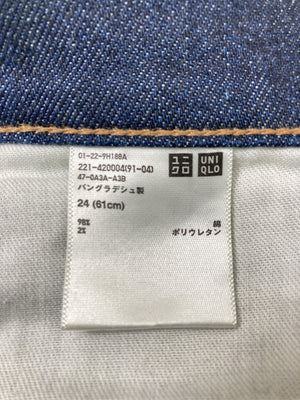 01-22-9H188A
221-420004(91-04)
47-0A3A-A3B
バングラデシュ製
24 (61cm)
ユニ
クロ
UNI
QLO
98% 綿
2% ポリウレタン